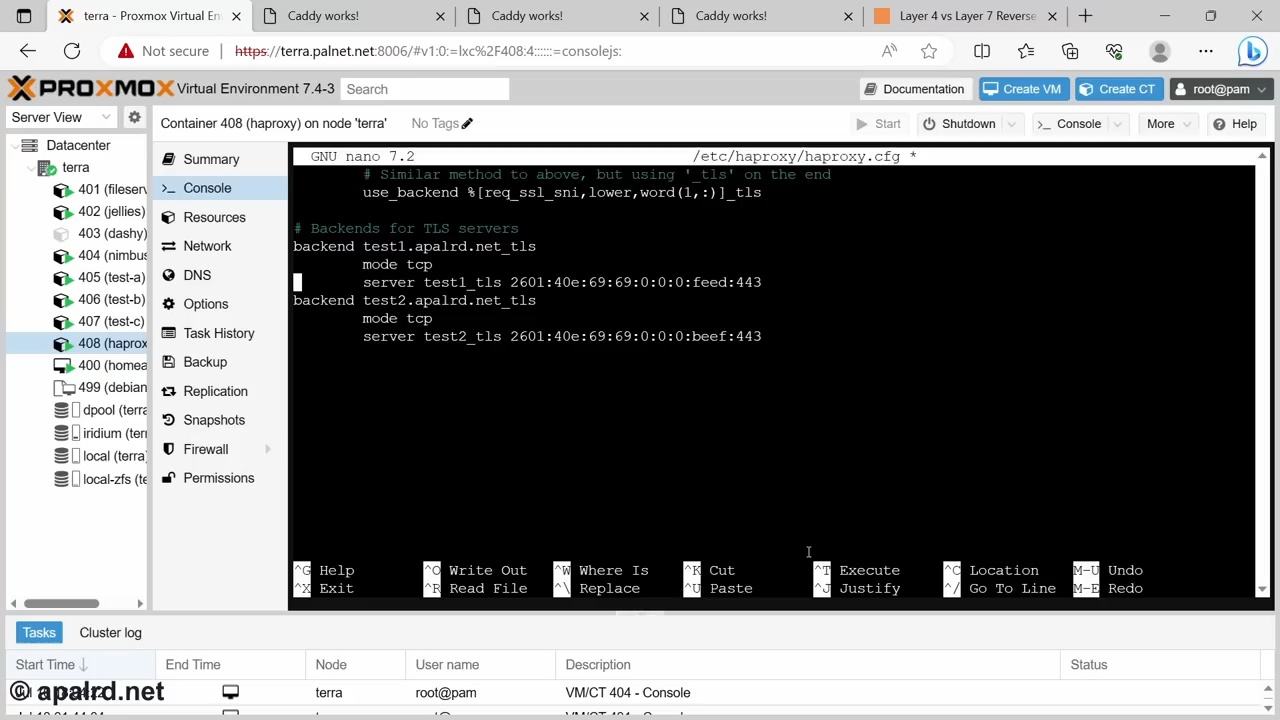 terra - Proxmox Virtual En
Caddy works!
Caddy works!
Caddy works!
Layer 4 vs Layer 7 Reverse
Not secure
https://terra.palnet.net:8006/#v1:0:=lxc%2F408:4::::::=consolejs:
PROXMOX Virtual Environment 7.4-3
Search
Documentation
Create VM
Create CT
root@pam
Server View
Container 408 (haproxy) on node 'terra'
No Tags
Start
Shutdown
>_ Console
More
Help
Datacenter
terra
401 (fileserv
402 (jellies)
403 (dashy)
404 (nimbus
405 (test-a)
406 (test-b)
407 (test-c)
408 (haprox
400 (homea
499 (debian
dpool (terra
iridium (terr
local (terra)
local-zfs (te
Summary
>_ Console
Resources
Network
DNS
Options
Task History
Backup
Replication
Snapshots
Firewall
Permissions
GNU nano 7.2 /etc/haproxy/haproxy.cfg *
# Similar method to above, but using '_tls' on the end
use_backend %[req_ssl_sni,lower,word(1,:)]_tls
# Backends for TLS servers
backend test1.apalrd.net_tls
mode tcp
server test1_tls 2601:40e:69:69:0:0:0:feed:443
backend test2.apalrd.net_tls
mode tcp
server test2_tls 2601:40e:69:69:0:0:0:beef:443
^G Help ^O Write Out ^W Where Is ^K Cut ^T Execute ^C Location M-U Undo
^X Exit ^R Read File ^\ Replace ^U Paste ^J Justify ^/ Go To Line M-E Redo
Tasks
Cluster log
Start Time End Time Node User name Description Status
terra root@pam VM/CT 404 - Console
© apalrd.net